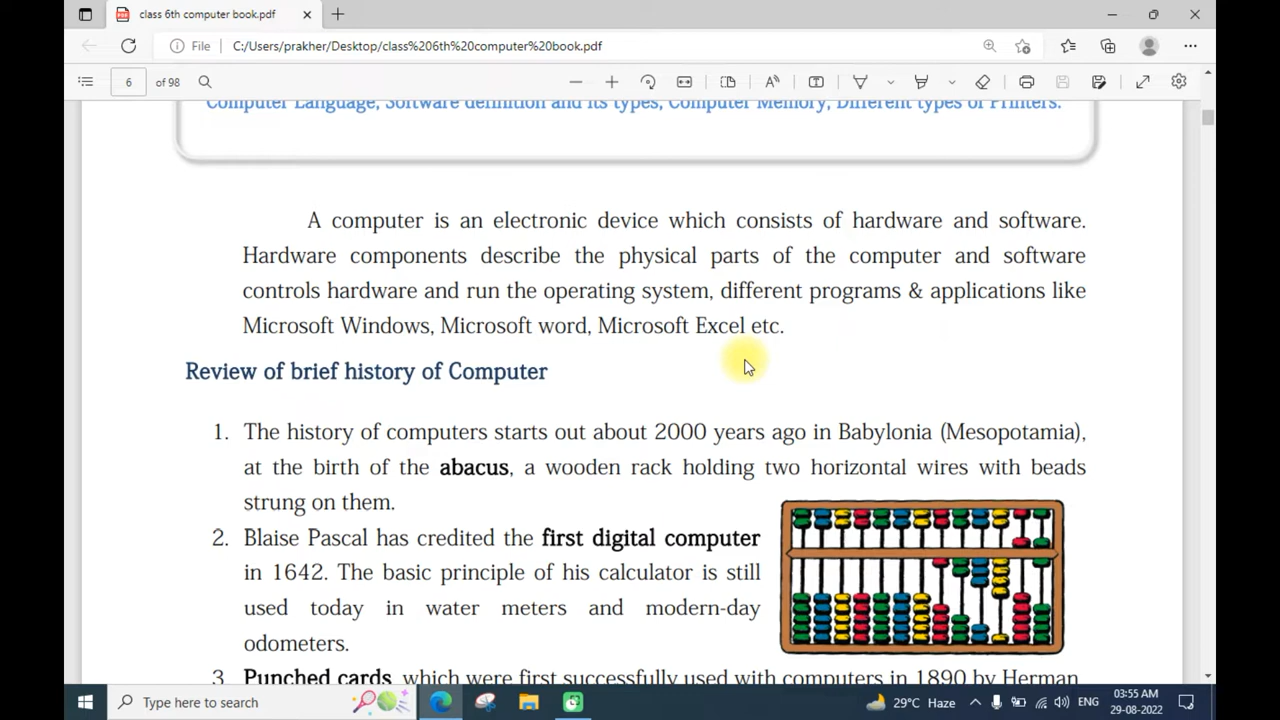 class 6th computer book.pdf
File C:/Users/prakher/Desktop/class%206th%20computer%20book.pdf
6 of 98
Computer Language, Software definition and its types, Computer Memory, Different types of Printers.
A computer is an electronic device which consists of hardware and software.
Hardware components describe the physical parts of the computer and software
controls hardware and run the operating system, different programs & applications like
Microsoft Windows, Microsoft word, Microsoft Excel etc.
Review of brief history of Computer
1. The history of computers starts out about 2000 years ago in Babylonia (Mesopotamia),
at the birth of the abacus, a wooden rack holding two horizontal wires with beads
strung on them.
2. Blaise Pascal has credited the first digital computer
in 1642. The basic principle of his calculator is still
used today in water meters and modern-day
odometers.
3 Punched cards, which were first successfully used with computers in 1890 by Herman
Type here to search
29°C Haze
ENG
03:55 AM
29-08-2022